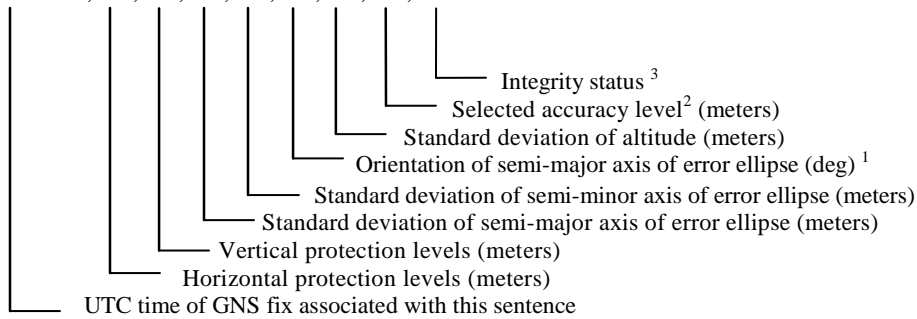 Integrity status ³
Selected accuracy level² (meters)
Standard deviation of altitude (meters)
Orientation of semi-major axis of error ellipse (deg) ¹
Standard deviation of semi-minor axis of error ellipse (meters)
Standard deviation of semi-major axis of error ellipse (meters)
Vertical protection levels (meters)
Horizontal protection levels (meters)
UTC time of GNS fix associated with this sentence